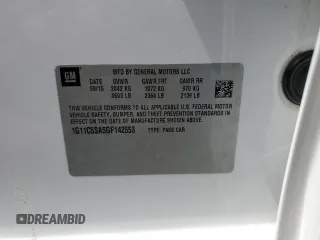 GM
MFD BY GENERAL MOTORS LLC
DATE GVWR GAWR FRT GAWR RR
09/15 2042 KG 1072 KG 970 KG
4503 LB 2364 LB 2139 LB
THIS VEHICLE CONFORMS TO ALL APPLICABLE U.S. FEDERAL MOTOR
VEHICLE SAFETY, BUMPER, AND THEFT PREVENTION STANDARDS IN
EFFECT ON THE DATE OF MANUFACTURE SHOWN ABOVE.
1G11C5SA5GF142553 TYPE: PASS CAR
DREAMBID